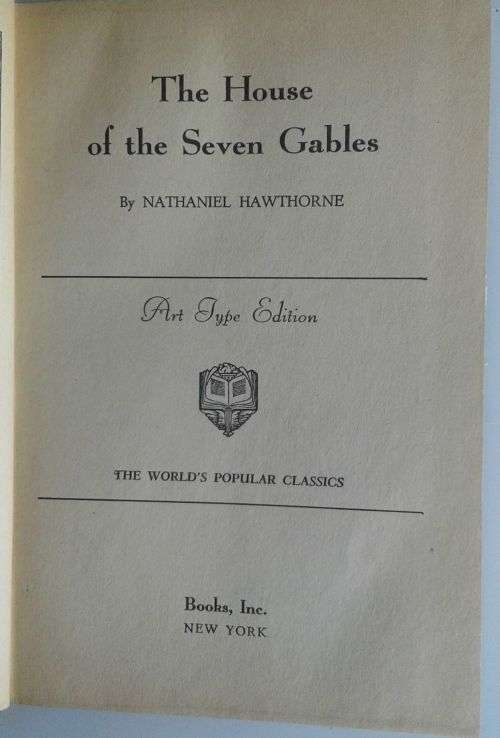 The House
of the Seven Gables
By NATHANIEL HAWTHORNE
Art Type Edition
THE WORLD'S POPULAR CLASSICS
Books, Inc.
NEW YORK